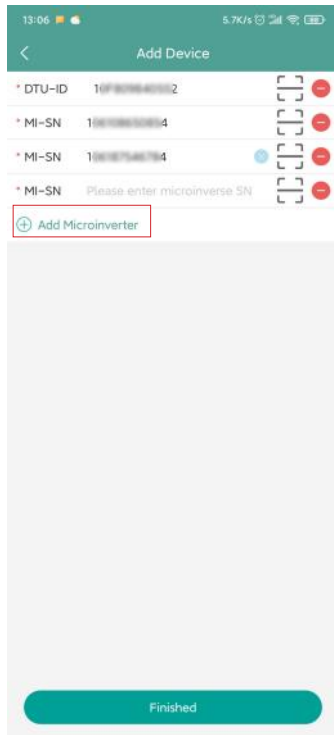 13:06 5.7K/s
Add Device
* DTU-ID
* MI-SN
* MI-SN
* MI-SN Please enter microinverse SN
Add Microinverter
Finished